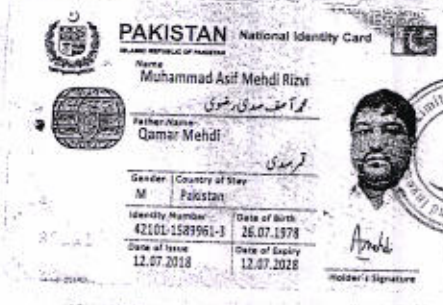 PAKISTAN National Identity Card
ISLAMIC REPUBLIC OF PAKISTAN
Name
Muhammad Asif Mehdi Rizvi
محمد آصف مہدی رضوی
Father Name
Qamar Mehdi
قمر مہدی
Gender Country of Stay
M Pakistan
Identity Number Date of Birth
42101-1589961-3 26.07.1978
Date of Issue Date of Expiry
12.07.2018 12.07.2028
Holder's Signature